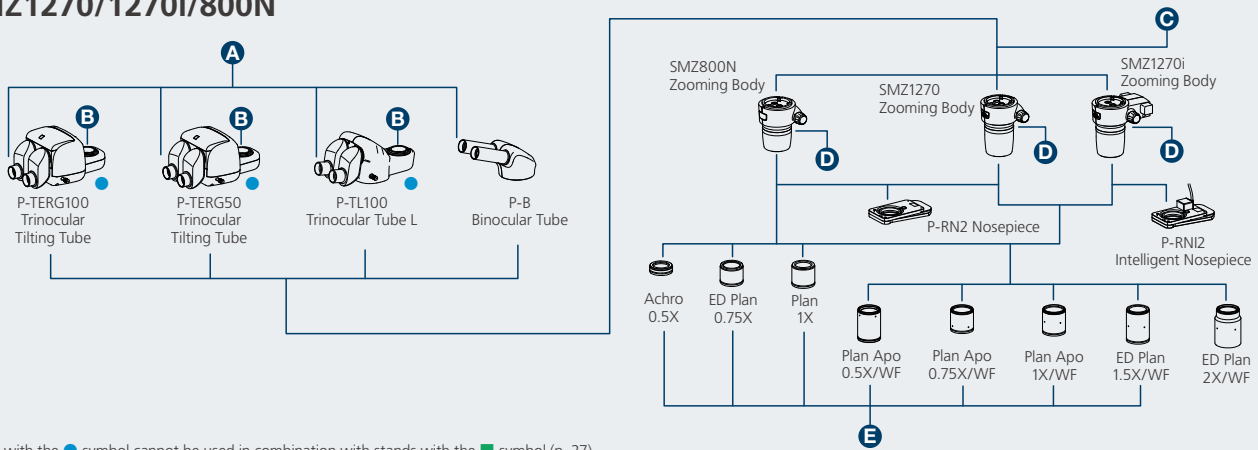 MZ1270/1270i/800N
A
B
B
B
P-TERG100
Trinocular
Tilting Tube
P-TERG50
Trinocular
Tilting Tube
P-TL100
Trinocular Tube L
P-B
Binocular Tube
C
SMZ800N
Zooming Body
SMZ1270
Zooming Body
SMZ1270i
Zooming Body
D
D
D
P-RN2 Nosepiece
P-RNI2
Intelligent Nosepiece
Achro
0.5X
ED Plan
0.75X
Plan
1X
Plan Apo
0.5X/WF
Plan Apo
0.75X/WF
Plan Apo
1X/WF
ED Plan
1.5X/WF
ED Plan
2X/WF
E
with the ● symbol cannot be used in combination with stands with the ■ symbol (p. 27)